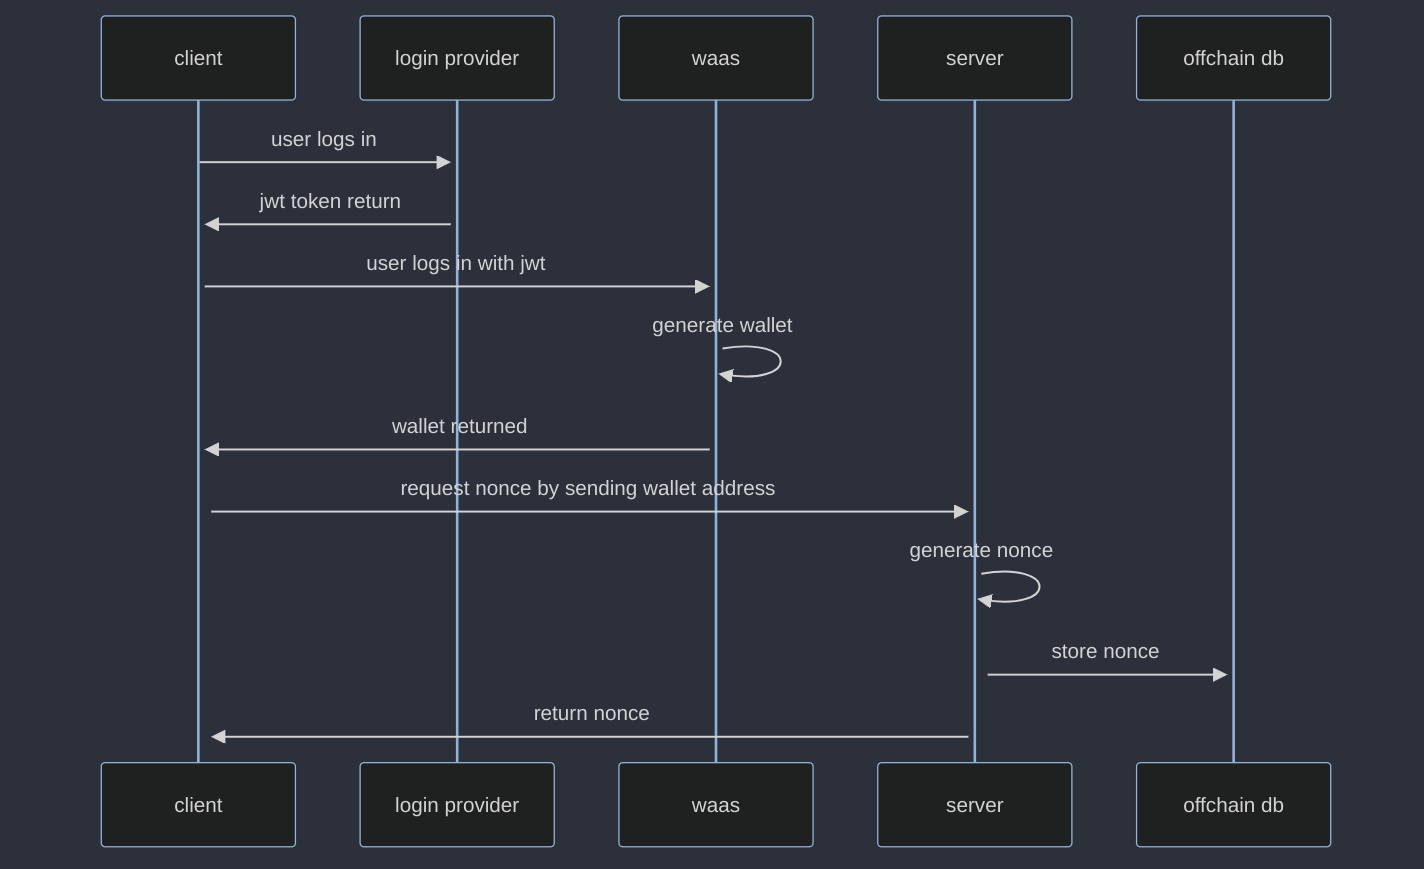 client
login provider
waas
server
offchain db
user logs in
jwt token return
user logs in with jwt
generate wallet
wallet returned
request nonce by sending wallet address
generate nonce
store nonce
return nonce
client
login provider
waas
server
offchain db